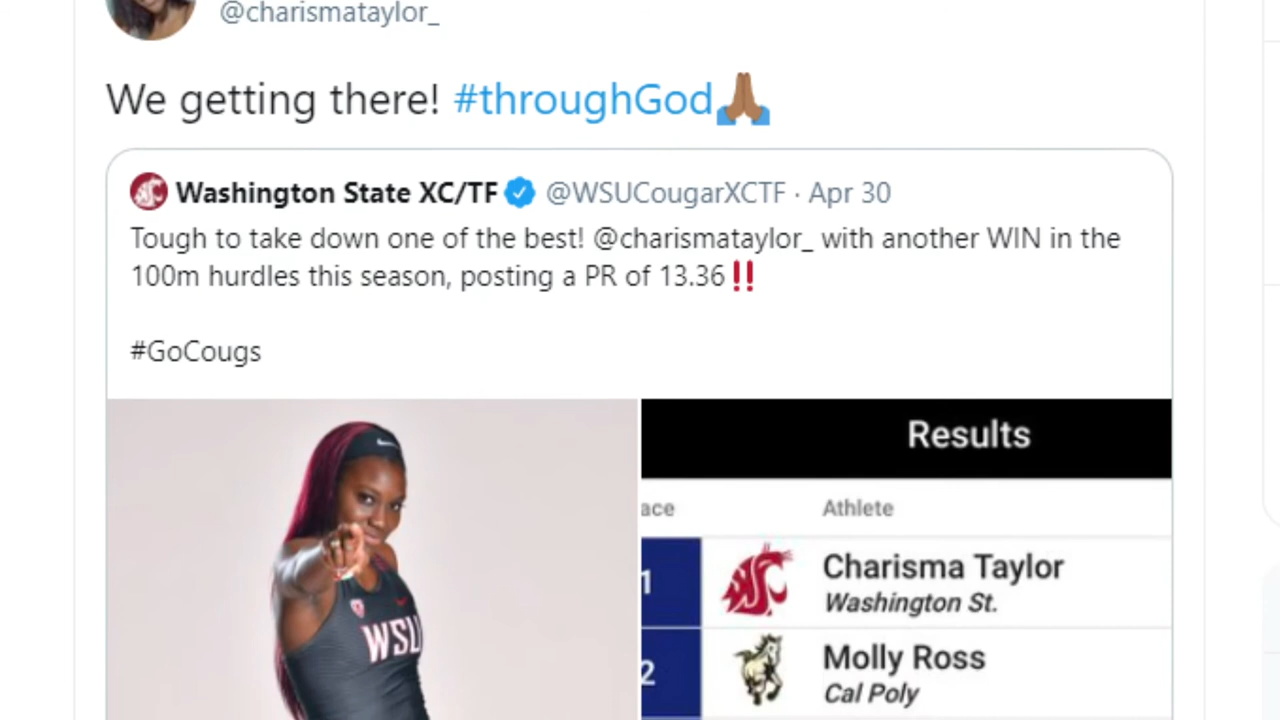 @charismataylor_
We getting there! #throughGod🙏🏾
Washington State XC/TF @WSUCougarXCTF · Apr 30
Tough to take down one of the best! @charismataylor_ with another WIN in the
100m hurdles this season, posting a PR of 13.36‼️
#GoCougs
WSU
Results
ace Athlete
1 Charisma Taylor
Washington St.
2 Molly Ross
Cal Poly